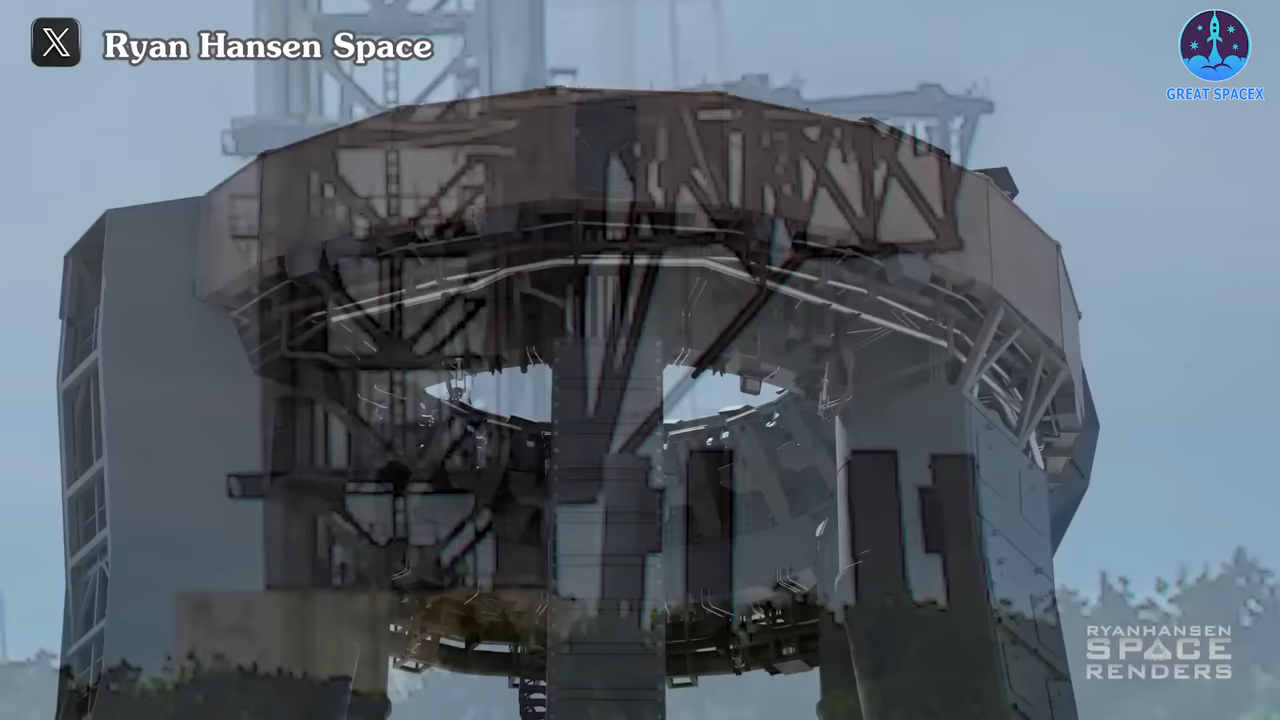 X Ryan Hansen Space
GREAT SPACEX
RYANHANSEN
SPACE
RENDERS